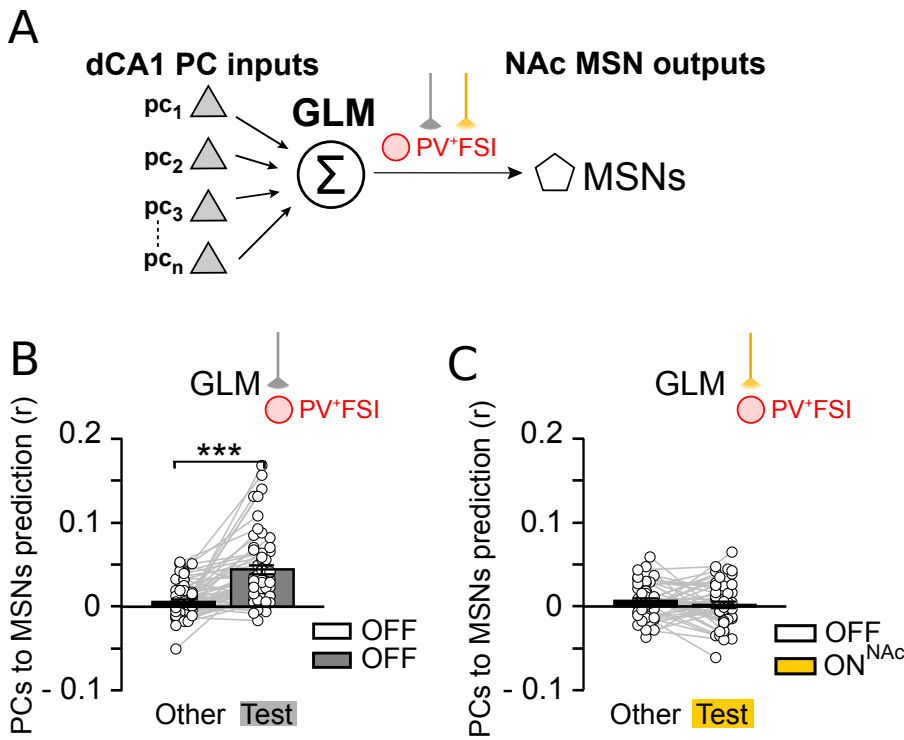 A
dCA1 PC inputs
NAc MSN outputs
pc1
GLM
pc2
Σ
PV+FSI
MSNs
pc3
pcn
B
GLM
PV+FSI
PCs to MSNs prediction (r)
0.2
***
0.1
0
- 0.1
OFF
OFF
Other
Test
C
GLM
PV+FSI
PCs to MSNs prediction (r)
0.2
0.1
0
- 0.1
OFF
ON NAc
Other
Test